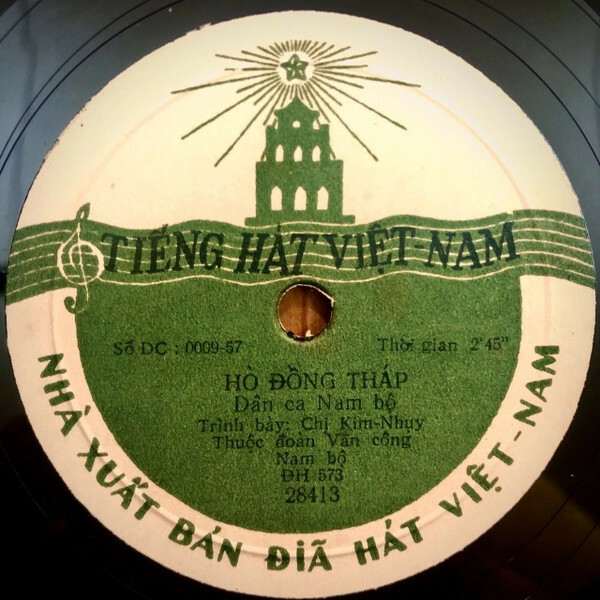 TIẾNG HÁT VIỆT-NAM
Số ĐC : 0009-57 Thời gian 2'45"
HÒ ĐỒNG THÁP
Dân ca Nam bộ
Trình bày: Chị Kim-Nhụy
Thuộc đoàn Văn công
Nam bộ
ĐH 573
28413
NHÀ XUẤT BẢN ĐĨA HÁT VIỆT-NAM